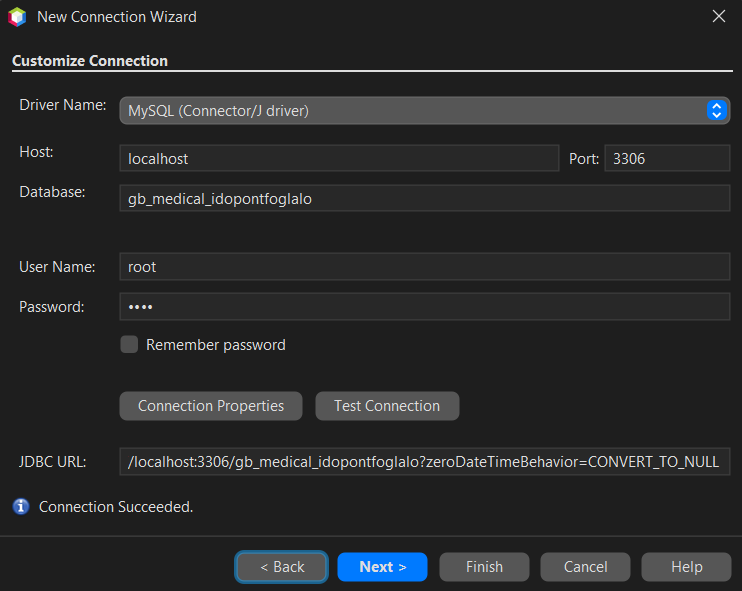 New Connection Wizard
Customize Connection
Driver Name: MySQL (Connector/J driver)
Host: localhost Port: 3306
Database: gb_medical_idopontfoglalo
User Name: root
Password: ••••
Remember password
Connection Properties Test Connection
JDBC URL: /localhost:3306/gb_medical_idopontfoglalo?zeroDateTimeBehavior=CONVERT_TO_NULL
Connection Succeeded.
< Back Next > Finish Cancel Help